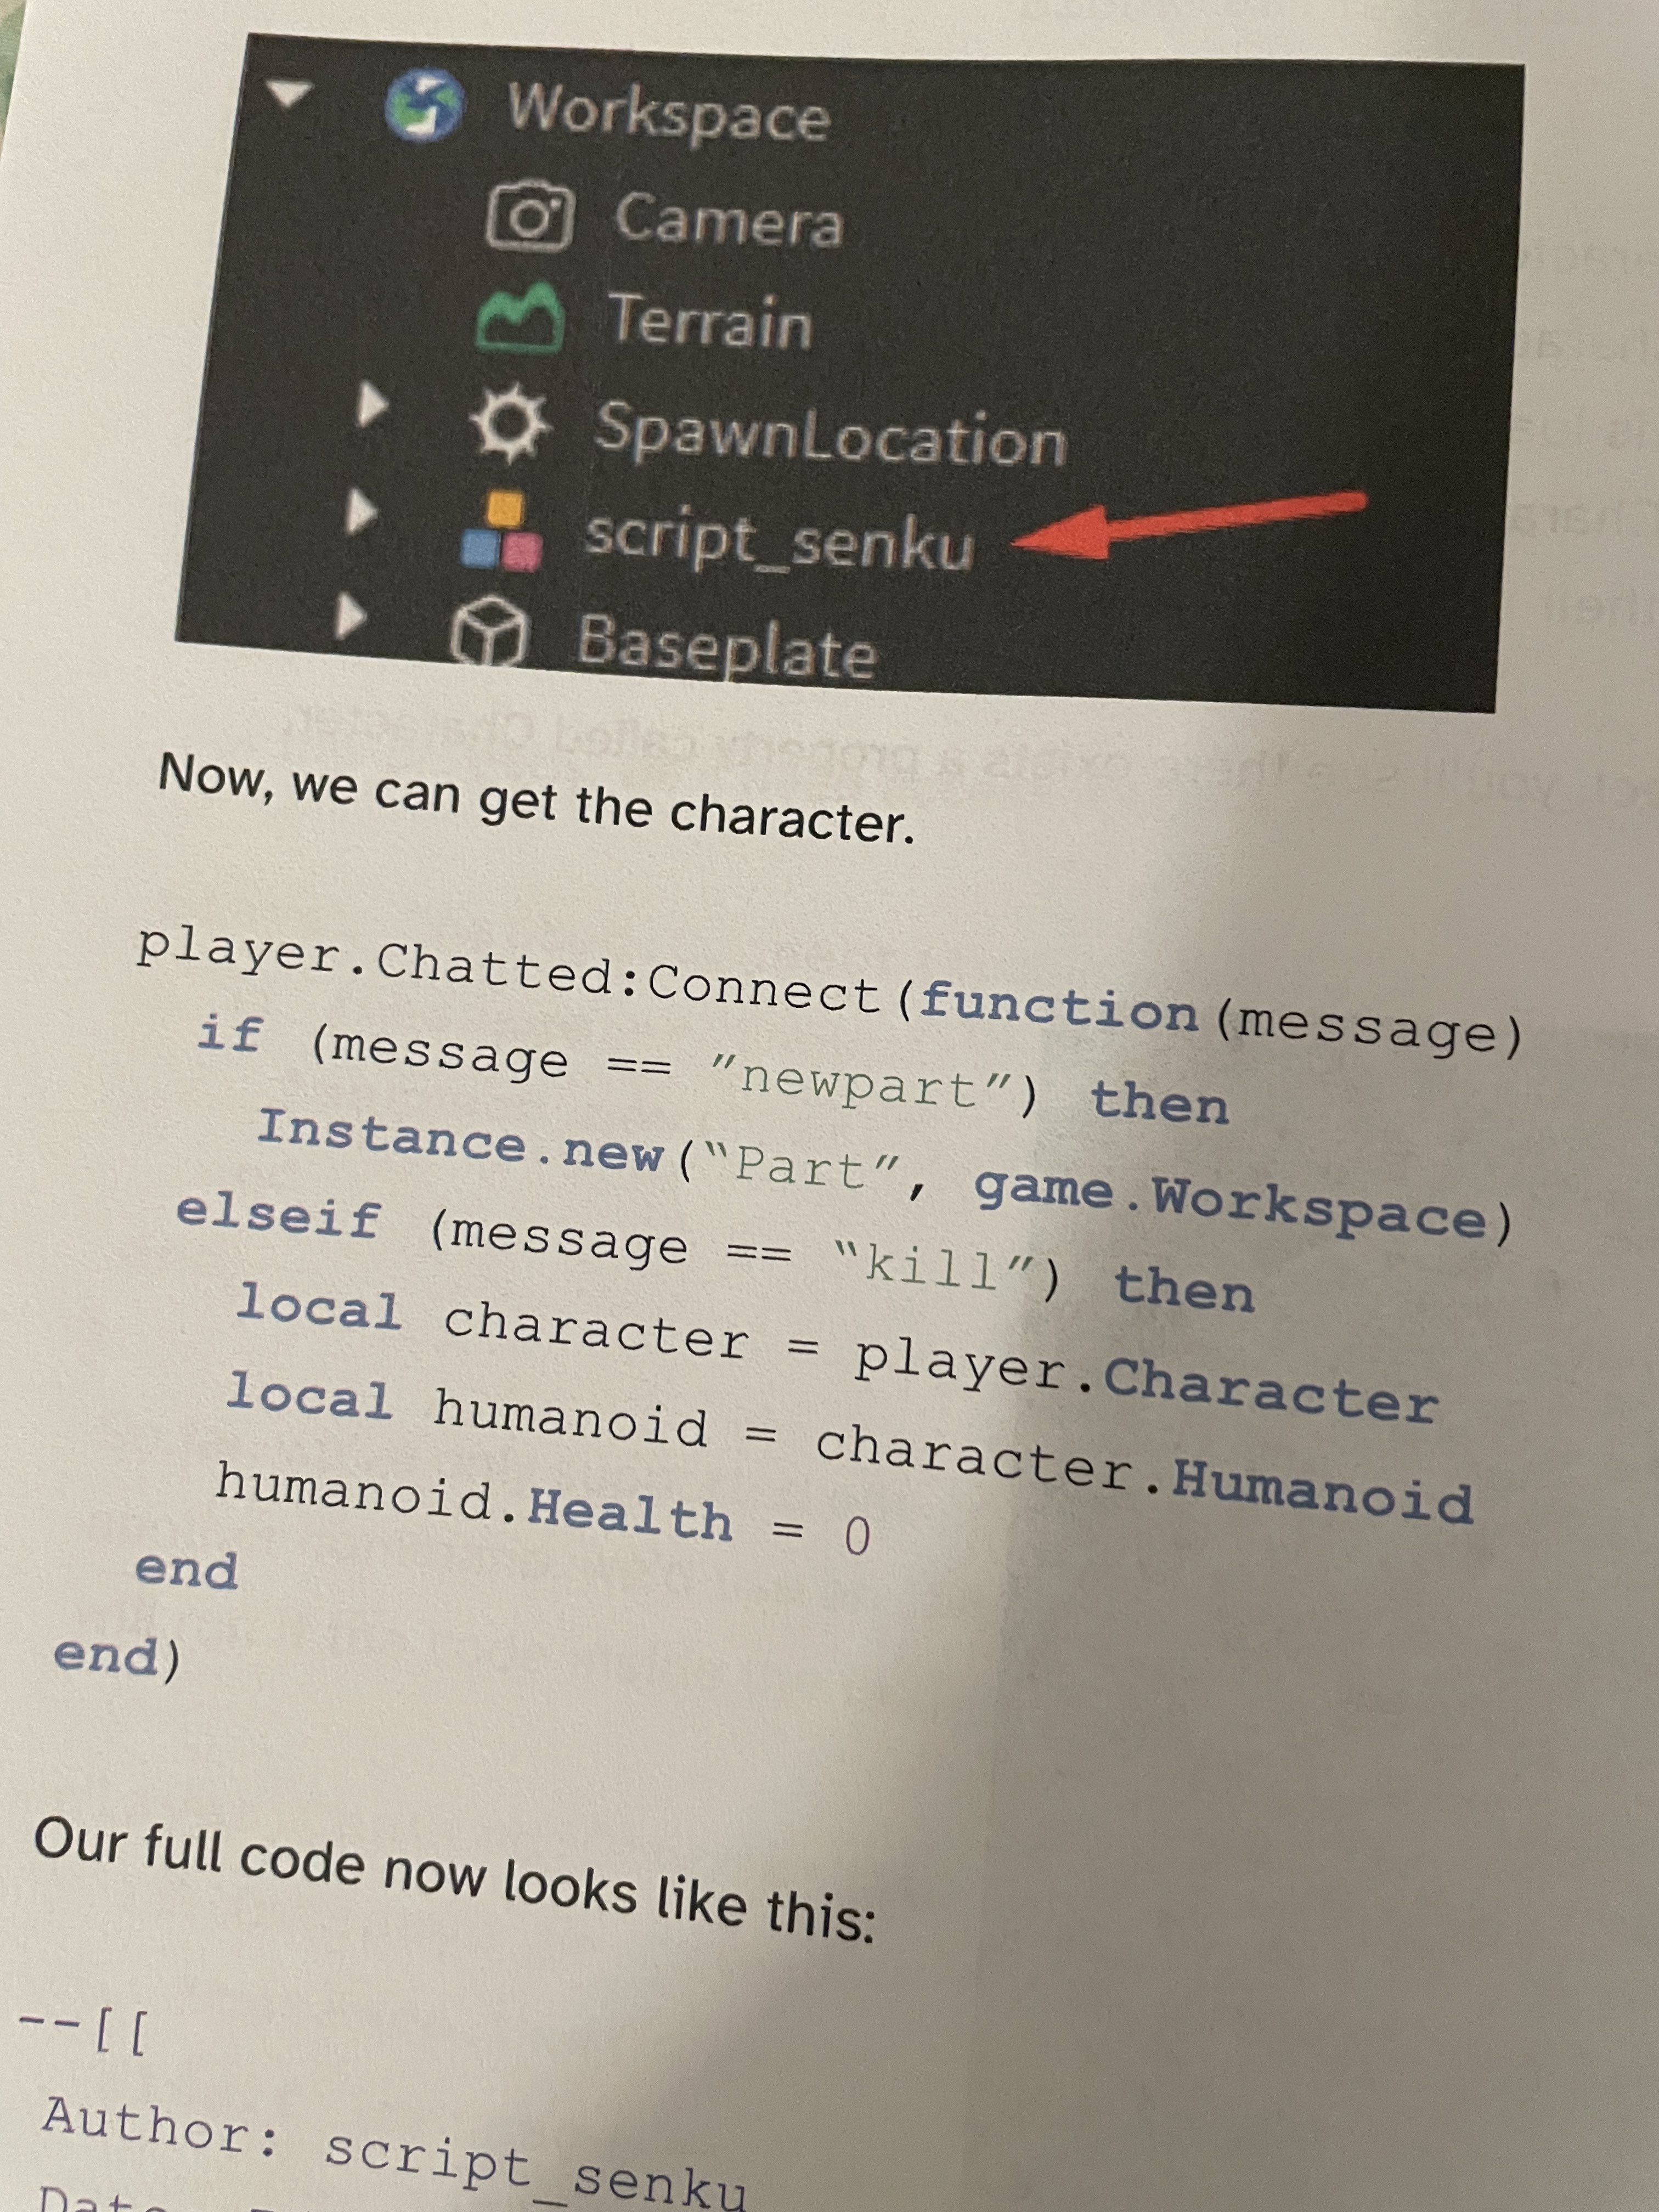 Workspace
Camera
Terrain
SpawnLocation
script_senku
Baseplate
Now, we can get the character.
player.Chatted:Connect(function(message)
if (message == "newpart") then
Instance.new("Part", game.Workspace)
elseif (message == "kill") then
local character = player.Character
local humanoid = character.Humanoid
humanoid.Health = 0
end
end)
Our full code now looks like this:
--[[
Author: script_senku